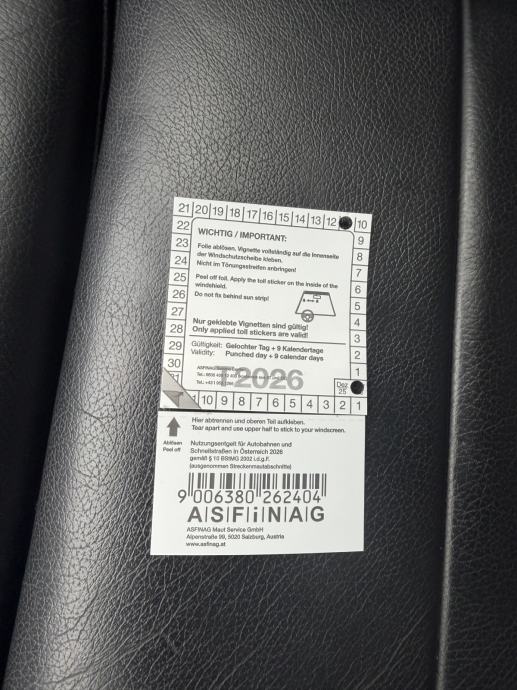 21 20 19 18 17 16 15 14 13 12 10
22 9
23 8
24 7
25 6
26 5
27 4
28 3
29 2
30 1
31
WICHTIG / IMPORTANT:
Folie ablösen. Vignette vollständig auf die Innenseite
der Windschutzscheibe kleben.
Nicht im Tönungsstreifen anbringen!
Peel off foil. Apply the toll sticker on the inside of the
windshield.
Do not fix behind sun strip!
Nur geklebte Vignetten sind gültig!
Only applied toll stickers are valid!
Gültigkeit: Gelochter Tag + 9 Kalendertage
Validity: Punched day + 9 calendar days
2026
Dez
25
10 9 8 7 6 5 4 3 2 1
Hier abtrennen und oberen Teil aufkleben.
Tear apart and use upper half to stick to your windscreen.
Ablösen
Peel off
Nutzungsentgelt für Autobahnen und
Schnellstraßen in Österreich 2026
gemäß § 10 BStMG 2002 i.d.g.F.
(ausgenommen Streckenmautabschnitte)
9 006380 262404
ASFiNAG
ASFINAG Maut Service GmbH
Alpenstraße 99, 5020 Salzburg, Austria
www.asfinag.at